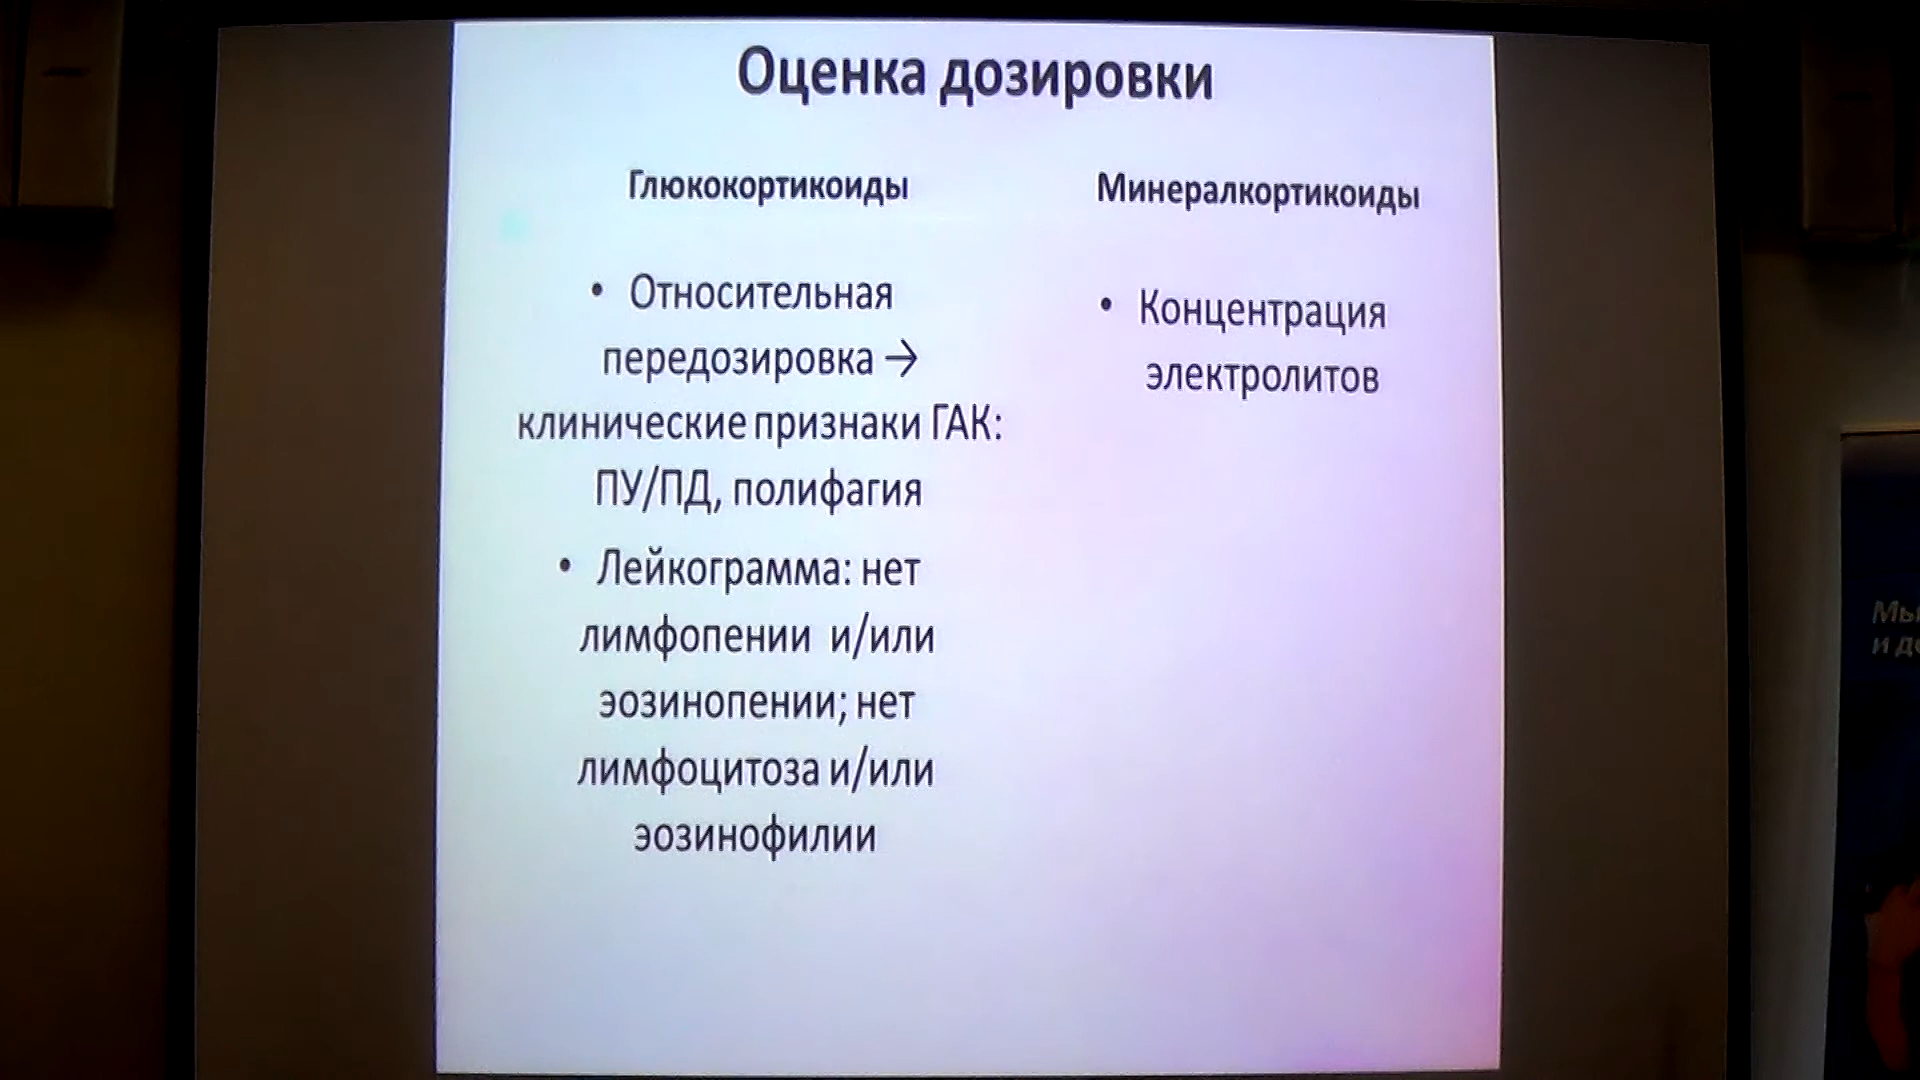 Оценка дозировки
Глюкокортикоиды
• Относительная
передозировка →
клинические признаки ГАК:
ПУ/ПД, полифагия
• Лейкограмма: нет
лимфопении и/или
эозинопении; нет
лимфоцитоза и/или
эозинофилии
Минералкортикоиды
• Концентрация
электролитов